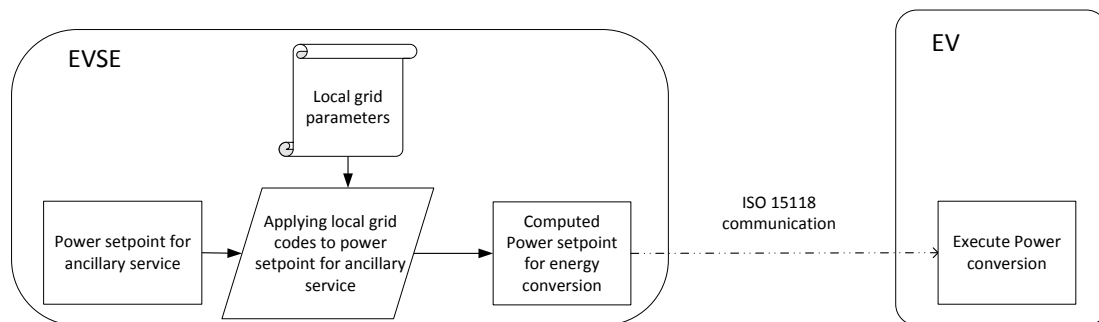 EVSE
EV
Local grid
parameters
Power setpoint for
ancillary service
Applying local grid
codes to power
setpoint for ancillary
service
Computed
Power setpoint
for energy
conversion
ISO 15118
communication
Execute Power
conversion